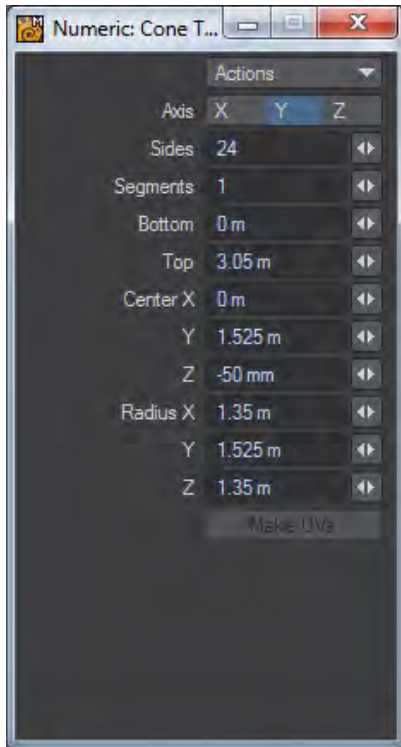 Numeric: Cone T...
Actions
Axis X Y Z
Sides 24
Segments 1
Bottom 0 m
Top 3.05 m
Center X 0 m
Y 1.525 m
Z -50 mm
Radius X 1.35 m
Y 1.525 m
Z 1.35 m
Make UVs